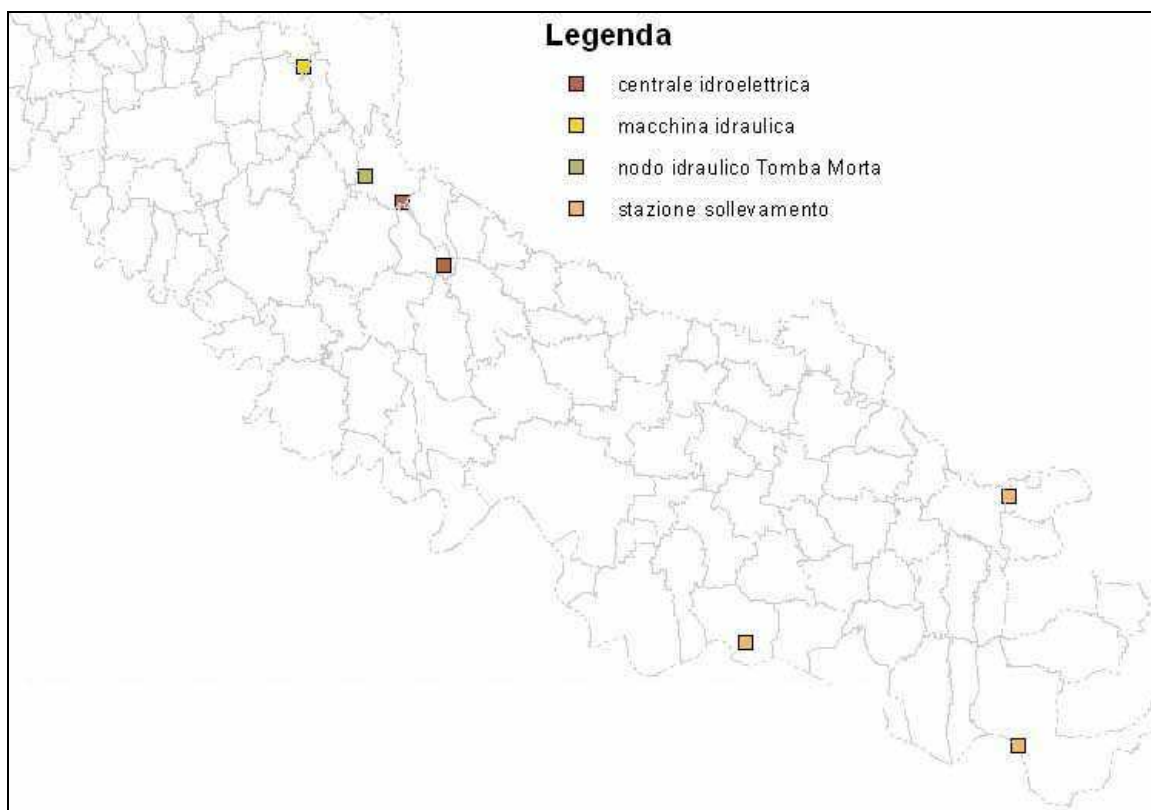 Legenda
centrale idroelettrica
macchina idraulica
nodo idraulico Tomba Morta
stazione sollevamento